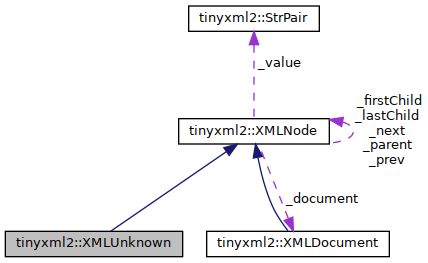 tinyxml2::StrPair
_value
_firstChild
_lastChild
_next
_parent
_prev
tinyxml2::XMLNode
_document
tinyxml2::XMLUnknown
tinyxml2::XMLDocument